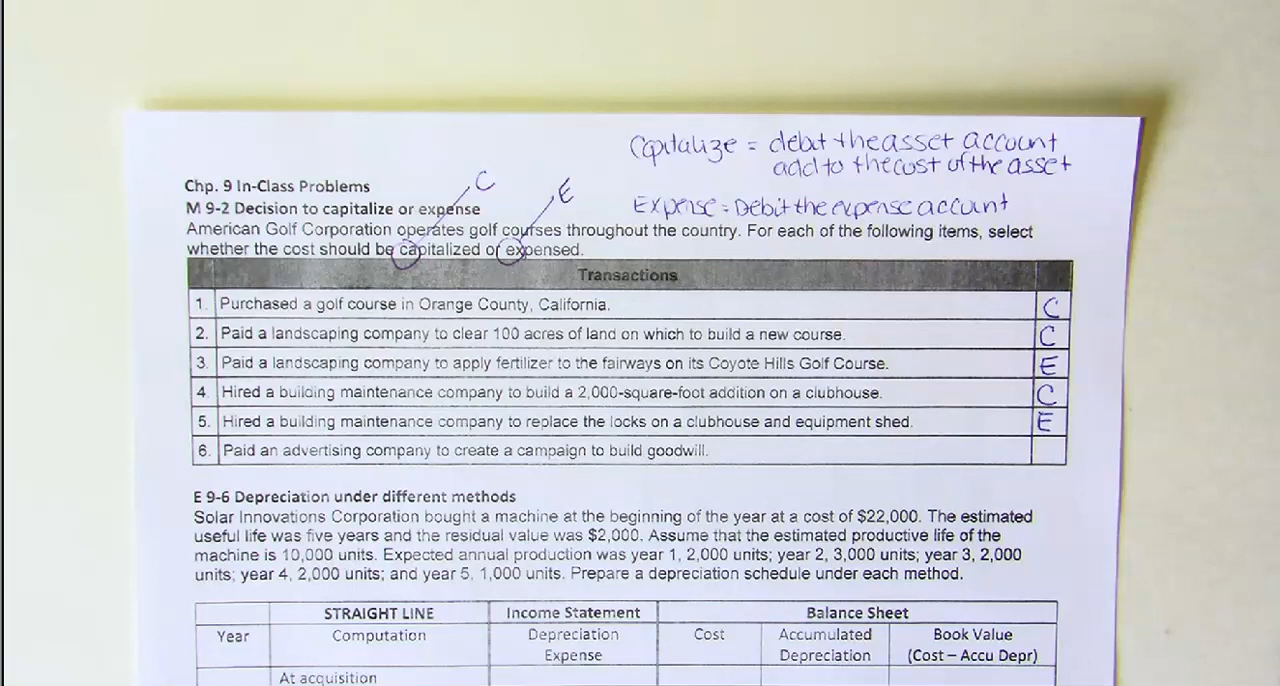 Capitalize = debit the asset account
add to the cost of the asset
Chp. 9 In-Class Problems
C
E
M 9-2 Decision to capitalize or expense
Expense = Debit the expense account
American Golf Corporation operates golf courses throughout the country. For each of the following items, select
whether the cost should be capitalized or expensed.
Transactions
1. Purchased a golf course in Orange County, California. C
2. Paid a landscaping company to clear 100 acres of land on which to build a new course. C
3. Paid a landscaping company to apply fertilizer to the fairways on its Coyote Hills Golf Course. E
4. Hired a building maintenance company to build a 2,000-square-foot addition on a clubhouse. C
5. Hired a building maintenance company to replace the locks on a clubhouse and equipment shed. E
6. Paid an advertising company to create a campaign to build goodwill.
E 9-6 Depreciation under different methods
Solar Innovations Corporation bought a machine at the beginning of the year at a cost of $22,000. The estimated
useful life was five years and the residual value was $2,000. Assume that the estimated productive life of the
machine is 10,000 units. Expected annual production was year 1, 2,000 units; year 2, 3,000 units; year 3, 2,000
units; year 4, 2,000 units; and year 5, 1,000 units. Prepare a depreciation schedule under each method.
STRAIGHT LINE Income Statement Balance Sheet
Year Computation Depreciation Cost Accumulated Book Value
Expense Depreciation (Cost – Accu Depr)
At acquisition